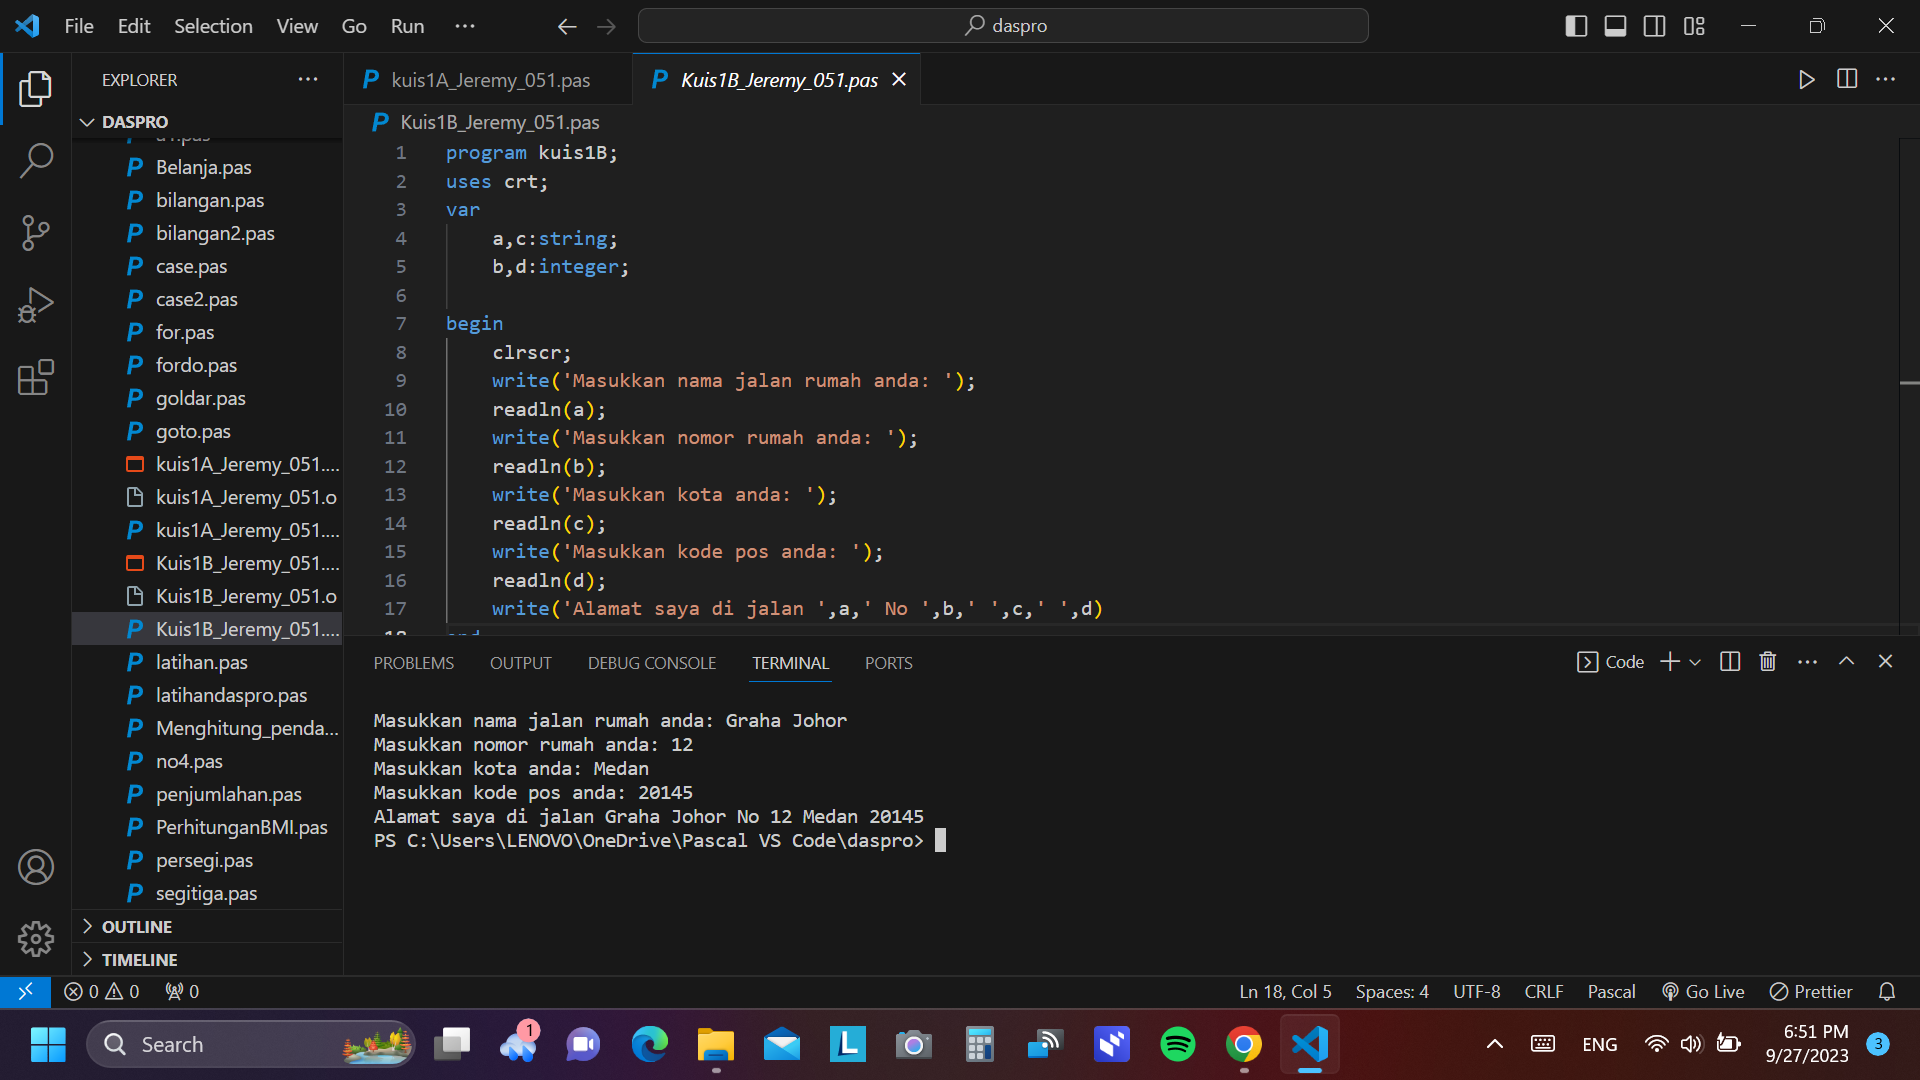 File Edit Selection View Go Run ··· daspro
EXPLORER ···
DASPRO
Belanja.pas
bilangan.pas
bilangan2.pas
case.pas
case2.pas
for.pas
fordo.pas
goldar.pas
goto.pas
kuis1A_Jeremy_051....
kuis1A_Jeremy_051.o
kuis1A_Jeremy_051....
Kuis1B_Jeremy_051....
Kuis1B_Jeremy_051.o
Kuis1B_Jeremy_051....
latihan.pas
latihandaspro.pas
Menghitung_penda...
no4.pas
penjumlahan.pas
PerhitunganBMI.pas
persegi.pas
segitiga.pas
OUTLINE
TIMELINE
kuis1A_Jeremy_051.pas Kuis1B_Jeremy_051.pas
Kuis1B_Jeremy_051.pas
1 program kuis1B;
2 uses crt;
3 var
4 a,c:string;
5 b,d:integer;
6
7 begin
8 clrscr;
9 write('Masukkan nama jalan rumah anda: ');
10 readln(a);
11 write('Masukkan nomor rumah anda: ');
12 readln(b);
13 write('Masukkan kota anda: ');
14 readln(c);
15 write('Masukkan kode pos anda: ');
16 readln(d);
17 write('Alamat saya di jalan ',a,' No ',b,' ',c,' ',d)
PROBLEMS OUTPUT DEBUG CONSOLE TERMINAL PORTS Code
Masukkan nama jalan rumah anda: Graha Johor
Masukkan nomor rumah anda: 12
Masukkan kota anda: Medan
Masukkan kode pos anda: 20145
Alamat saya di jalan Graha Johor No 12 Medan 20145
PS C:\Users\LENOVO\OneDrive\Pascal VS Code\daspro>
0 0 0 Ln 18, Col 5 Spaces: 4 UTF-8 CRLF Pascal Go Live Prettier
Search 1 L ENG 6:51 PM 3
9/27/2023